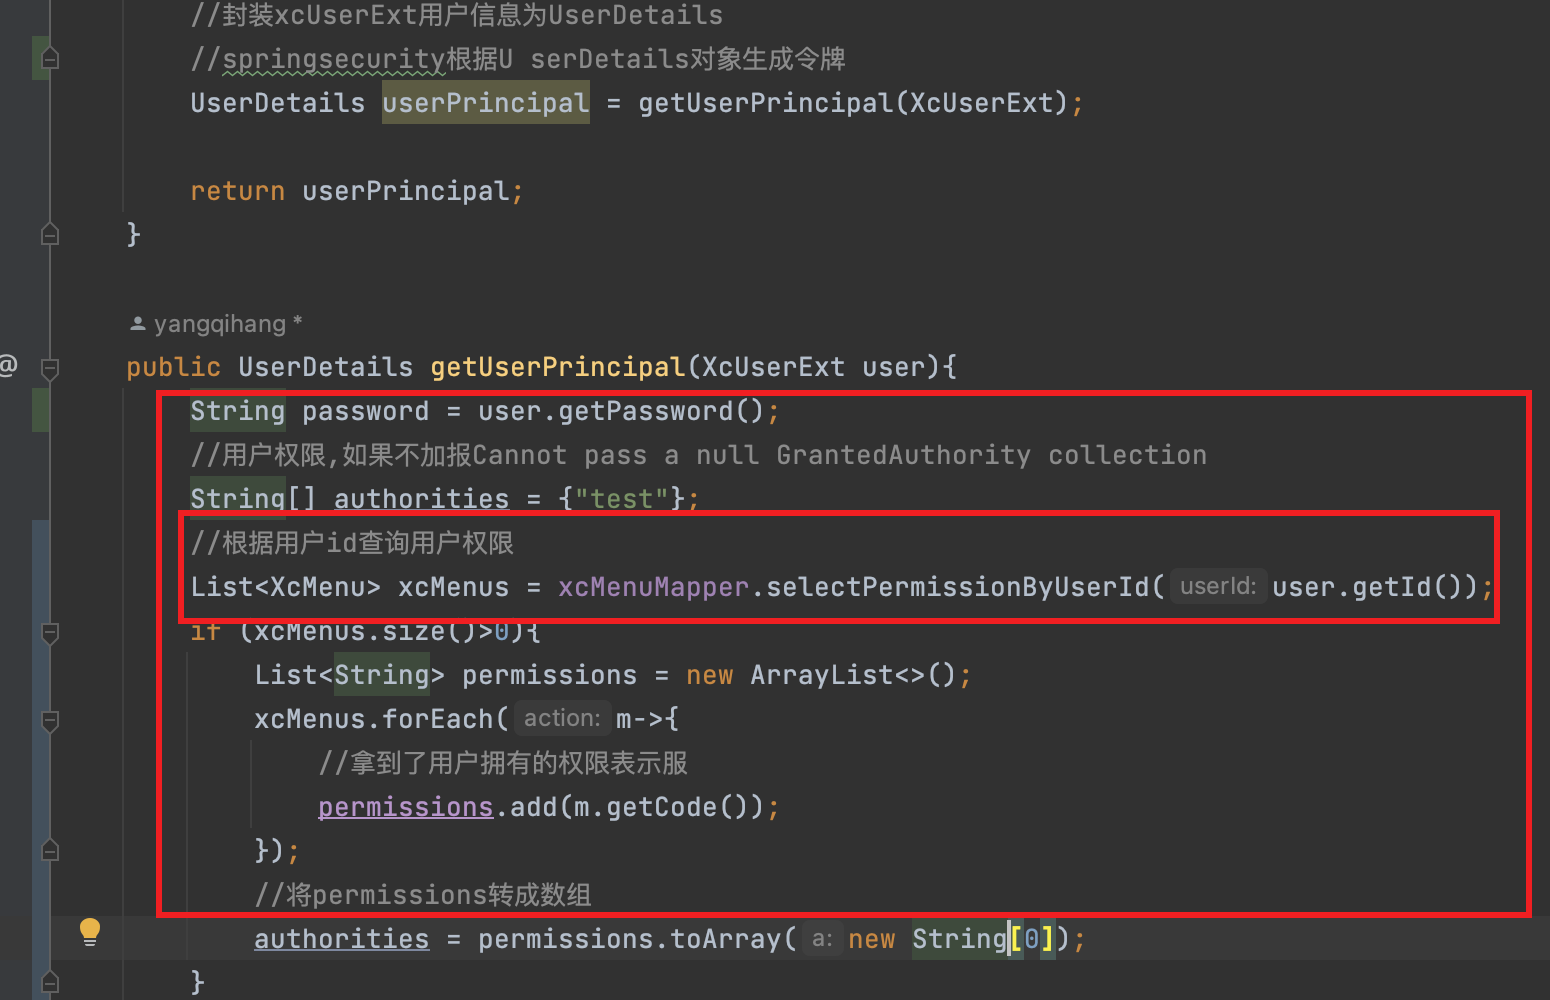 //封装xcUserExt用户信息为UserDetails
//springsecurity根据U serDetails对象生成令牌
UserDetails userPrincipal = getUserPrincipal(XcUserExt);
return userPrincipal;
}
yangqihang *
@
public UserDetails getUserPrincipal(XcUserExt user){
String password = user.getPassword();
//用户权限,如果不加报Cannot pass a null GrantedAuthority collection
String[] authorities = {"test"};
//根据用户id查询用户权限
List<XcMenu> xcMenus = xcMenuMapper.selectPermissionByUserId( userId: user.getId());
if (xcMenus.size()>0){
List<String> permissions = new ArrayList<>();
xcMenus.forEach( action: m->{
//拿到了用户拥有的权限表示服
permissions.add(m.getCode());
});
//将permissions转成数组
authorities = permissions.toArray( a: new String[0]);
}